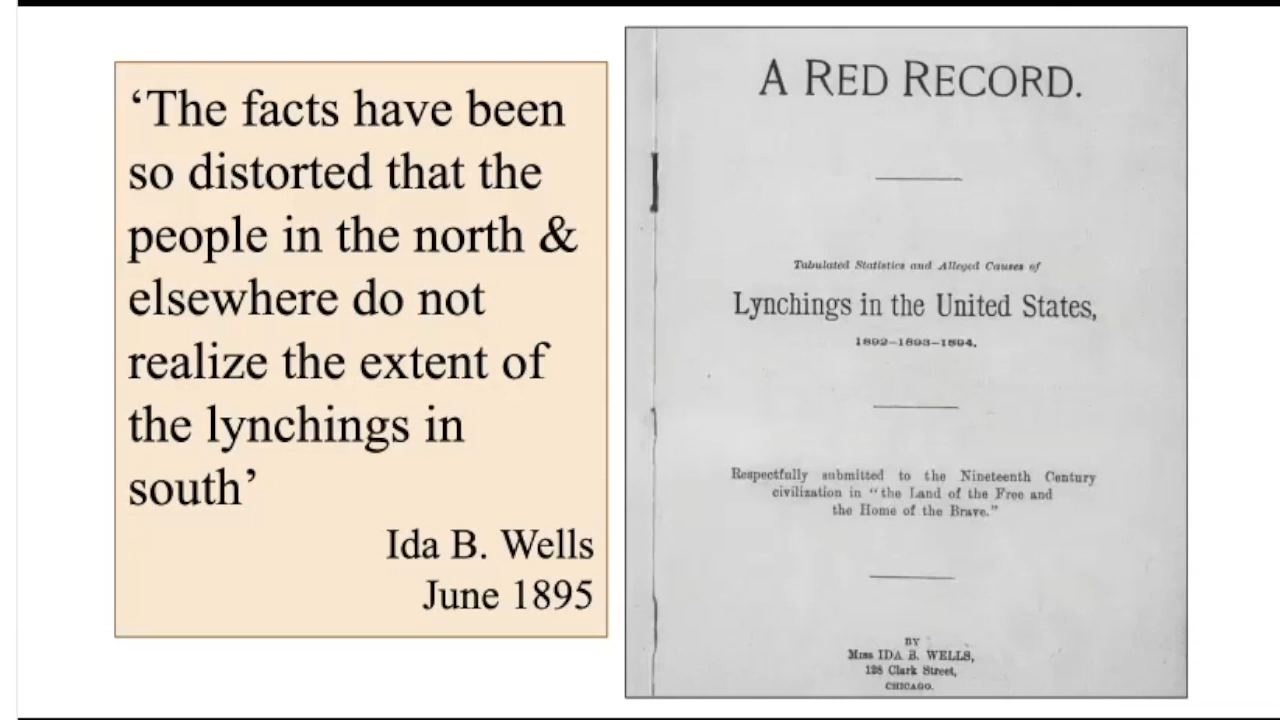 ‘The facts have been
so distorted that the
people in the north &
elsewhere do not
realize the extent of
the lynchings in
south’
Ida B. Wells
June 1895
A RED RECORD.
Tabulated Statistics and Alleged Causes of
Lynchings in the United States,
1892–1893–1894.
Respectfully submitted to the Nineteenth Century
civilization in “the Land of the Free and
the Home of the Brave.”
BY
Miss IDA B. WELLS,
128 Clark Street,
CHICAGO.